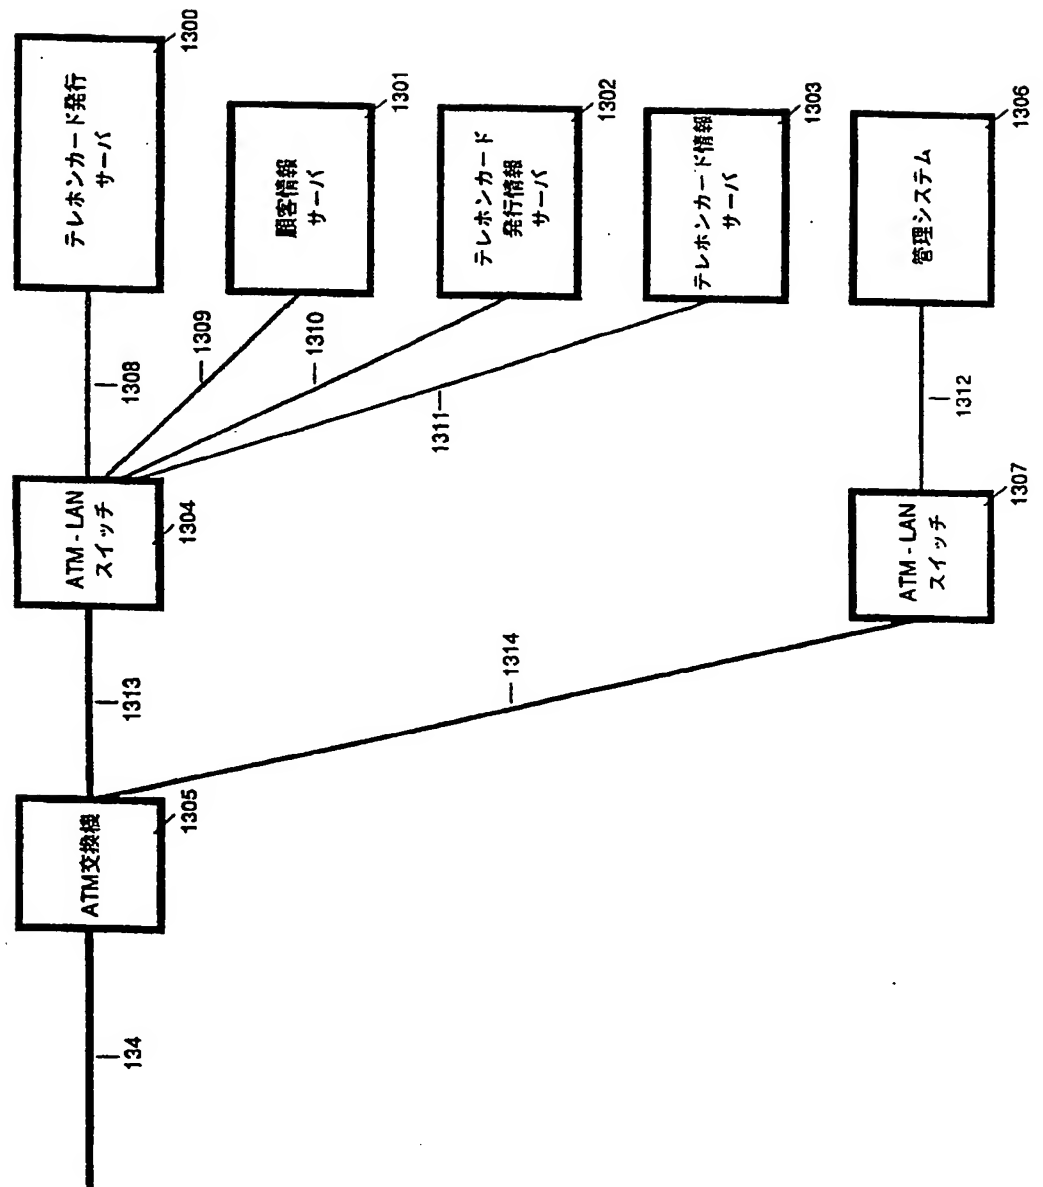 テレホンカード発行
サーバ
1300
顧客情報
サーバ
1301
テレホンカード
発行情報
サーバ
1302
テレホンカード情報
サーバ
1303
管理システム
1306
1308
1309
1310
1311
1312
ATM - LAN
スイッチ
1304
ATM - LAN
スイッチ
1307
1313
1314
ATM交換機
1305
134